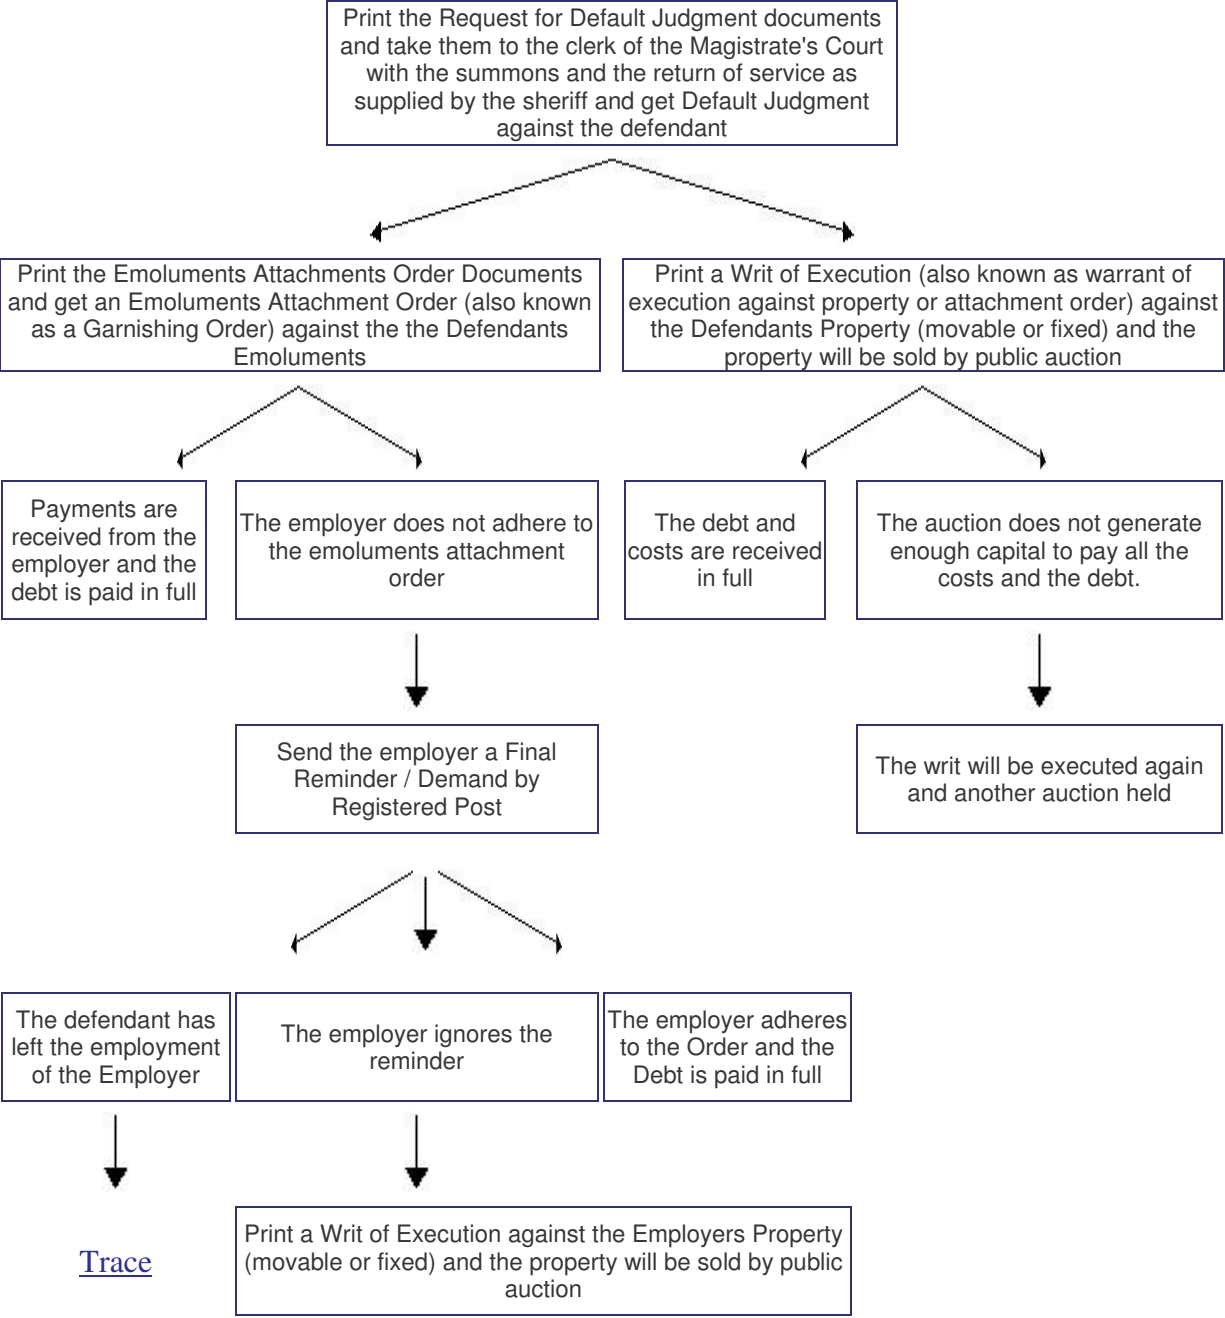 Print the Request for Default Judgment documents
and take them to the clerk of the Magistrate's Court
with the summons and the return of service as
supplied by the sheriff and get Default Judgment
against the defendant
Print the Emoluments Attachments Order Documents
and get an Emoluments Attachment Order (also known
as a Garnishing Order) against the the Defendants
Emoluments
Print a Writ of Execution (also known as warrant of
execution against property or attachment order) against
the Defendants Property (movable or fixed) and the
property will be sold by public auction
Payments are
received from the
employer and the
debt is paid in full
The employer does not adhere to
the emoluments attachment
order
The debt and
costs are received
in full
The auction does not generate
enough capital to pay all the
costs and the debt.
Send the employer a Final
Reminder / Demand by
Registered Post
The writ will be executed again
and another auction held
The defendant has
left the employment
of the Employer
The employer ignores the
reminder
The employer adheres
to the Order and the
Debt is paid in full
Trace
Print a Writ of Execution against the Employers Property
(movable or fixed) and the property will be sold by public
auction